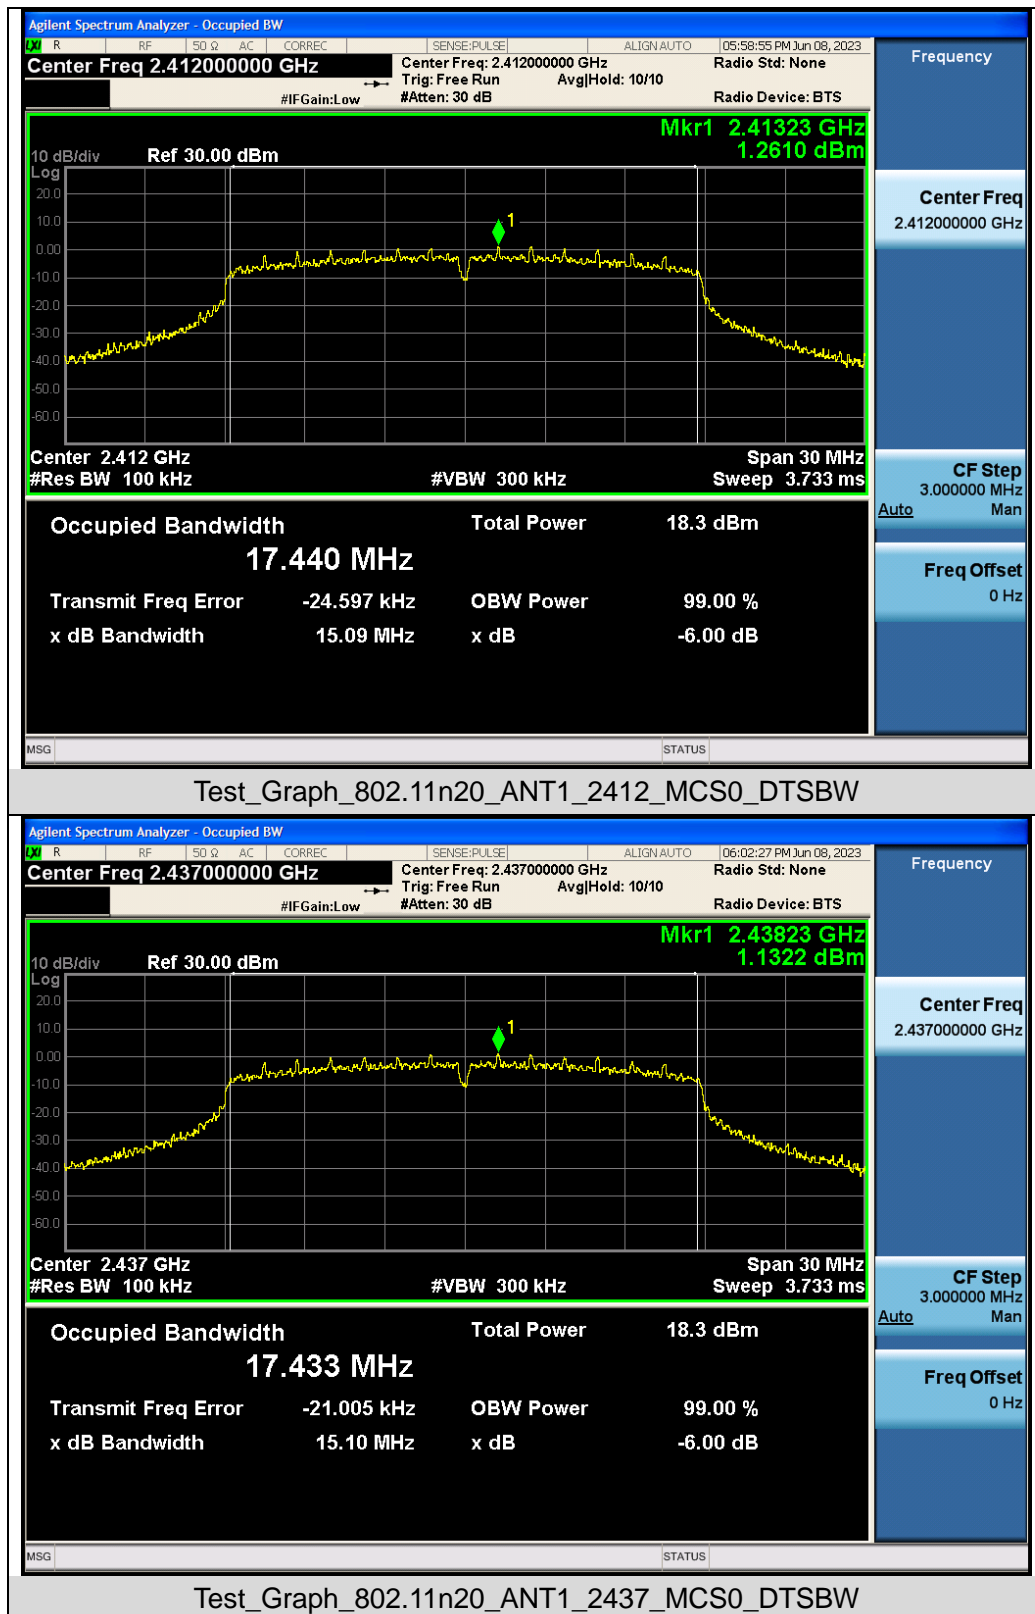 Agilent Spectrum Analyzer - Occupied BW
LXI R RF 50 Ω AC CORREC SENSE:PULSE ALIGN AUTO 05:58:55 PM Jun 08, 2023
Center Freq 2.412000000 GHz
Center Freq: 2.412000000 GHz Radio Std: None
Trig: Free Run Avg|Hold: 10/10
#IFGain:Low #Atten: 30 dB Radio Device: BTS
Mkr1 2.41323 GHz
1.2610 dBm
10 dB/div Ref 30.00 dBm
Log
20.0
10.0
0.00
-10.0
-20.0
-30.0
-40.0
-50.0
-60.0
1
Center 2.412 GHz Span 30 MHz
#Res BW 100 kHz #VBW 300 kHz Sweep 3.733 ms
Occupied Bandwidth Total Power 18.3 dBm
17.440 MHz
Transmit Freq Error -24.597 kHz OBW Power 99.00 %
x dB Bandwidth 15.09 MHz x dB -6.00 dB
MSG STATUS
Frequency
Center Freq
2.412000000 GHz
CF Step
3.000000 MHz
Auto Man
Freq Offset
0 Hz
Test_Graph_802.11n20_ANT1_2412_MCS0_DTSBW
Agilent Spectrum Analyzer - Occupied BW
LXI R RF 50 Ω AC CORREC SENSE:PULSE ALIGN AUTO 06:02:27 PM Jun 08, 2023
Center Freq 2.437000000 GHz
Center Freq: 2.437000000 GHz Radio Std: None
Trig: Free Run Avg|Hold: 10/10
#IFGain:Low #Atten: 30 dB Radio Device: BTS
Mkr1 2.43823 GHz
1.1322 dBm
10 dB/div Ref 30.00 dBm
Log
20.0
10.0
0.00
-10.0
-20.0
-30.0
-40.0
-50.0
-60.0
1
Center 2.437 GHz Span 30 MHz
#Res BW 100 kHz #VBW 300 kHz Sweep 3.733 ms
Occupied Bandwidth Total Power 18.3 dBm
17.433 MHz
Transmit Freq Error -21.005 kHz OBW Power 99.00 %
x dB Bandwidth 15.10 MHz x dB -6.00 dB
MSG STATUS
Frequency
Center Freq
2.437000000 GHz
CF Step
3.000000 MHz
Auto Man
Freq Offset
0 Hz
Test_Graph_802.11n20_ANT1_2437_MCS0_DTSBW